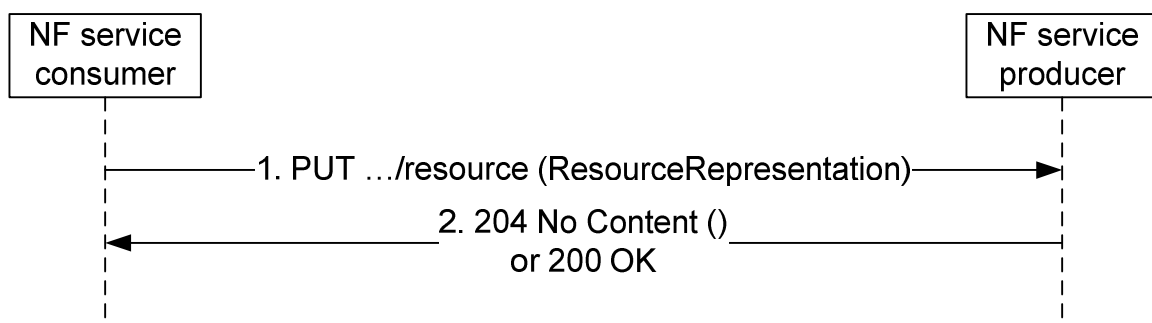 NF service
consumer
NF service
producer
1. PUT …/resource (ResourceRepresentation)
2. 204 No Content ()
or 200 OK